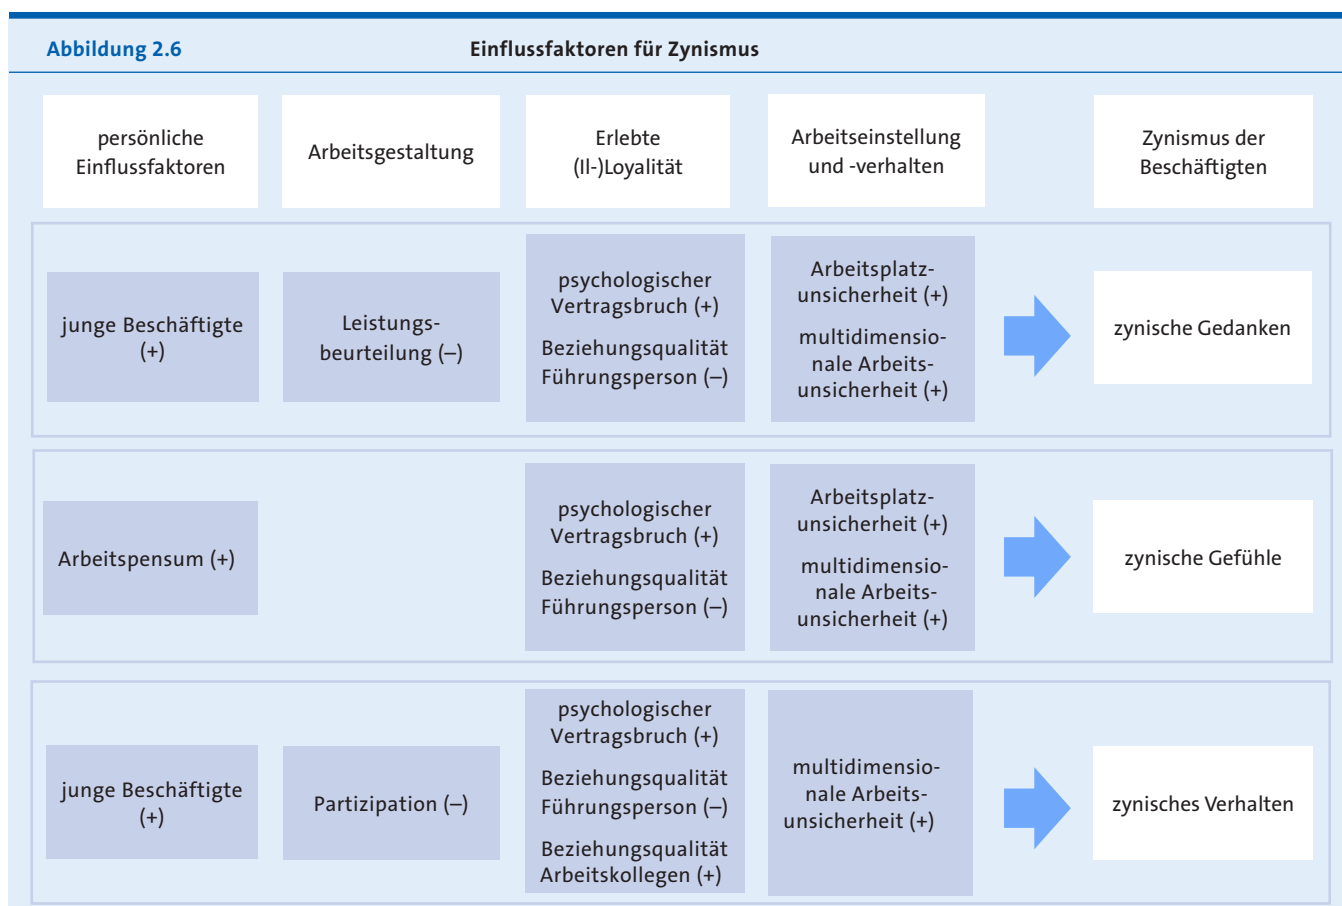 Abbildung 2.6
Einflussfaktoren für Zynismus
persönliche
Einflussfaktoren
Arbeitsgestaltung
Erlebte
(Il-)Loyalität
Arbeitseinstellung
und -verhalten
Zynismus der
Beschäftigten
junge Beschäftigte
(+)
Leistungs-
beurteilung (–)
psychologischer
Vertragsbruch (+)
Beziehungsqualität
Führungsperson (–)
Arbeitsplatz-
unsicherheit (+)
multidimensio-
nale Arbeits-
unsicherheit (+)
zynische Gedanken
Arbeitspensum (+)
psychologischer
Vertragsbruch (+)
Beziehungsqualität
Führungsperson (–)
Arbeitsplatz-
unsicherheit (+)
multidimensio-
nale Arbeits-
unsicherheit (+)
zynische Gefühle
junge Beschäftigte
(+)
Partizipation (–)
psychologischer
Vertragsbruch (+)
Beziehungsqualität
Führungsperson (–)
Beziehungsqualität
Arbeitskollegen (+)
multidimensio-
nale Arbeits-
unsicherheit (+)
zynisches Verhalten